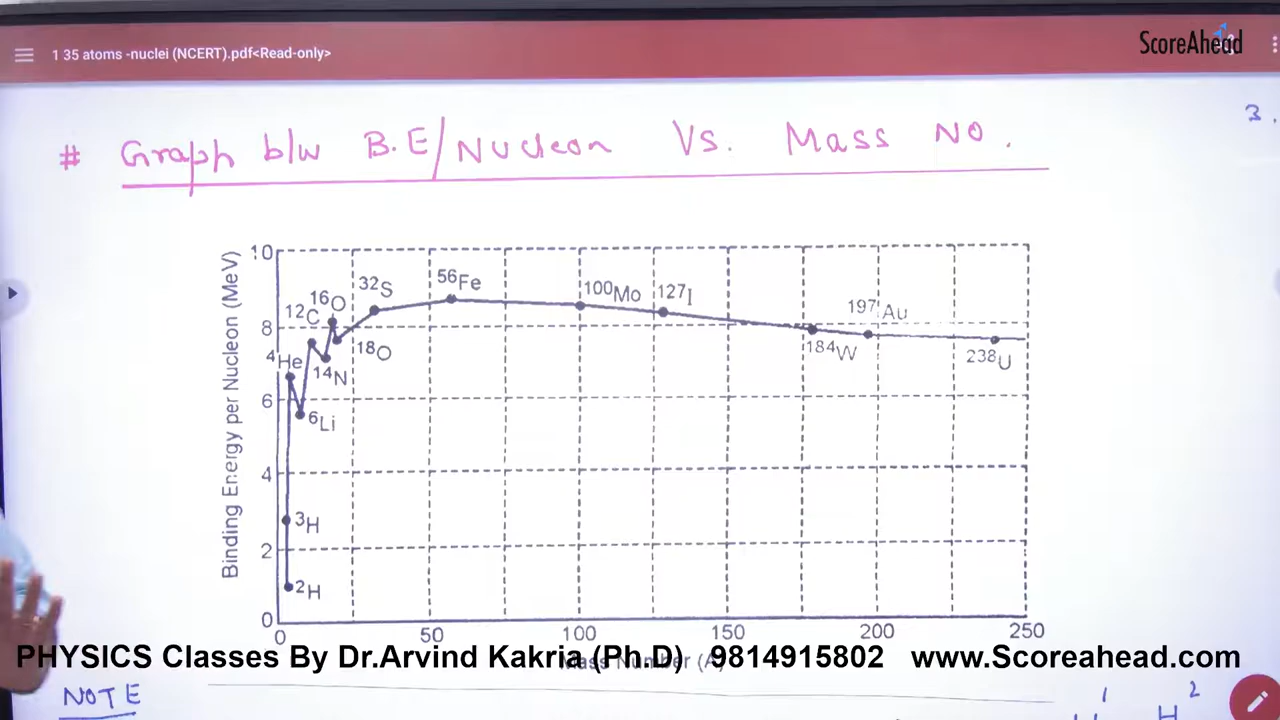 1 35 atoms -nuclei (NCERT).pdf<Read-only>
ScoreAhead
3.
# Graph b/w B.E/Nucleon Vs. Mass No.
Binding Energy per Nucleon (MeV)
10
8
6
4
2
0
12C
16O
32S
56Fe
100Mo
127I
197Au
4He
14N
18O
184W
238U
6Li
3H
2H
0 50 100 150 200 250
Mass Number (A)
PHYSICS Classes By Dr.Arvind Kakria (Ph.D) 9814915802 www.Scoreahead.com
NOTE
H 2